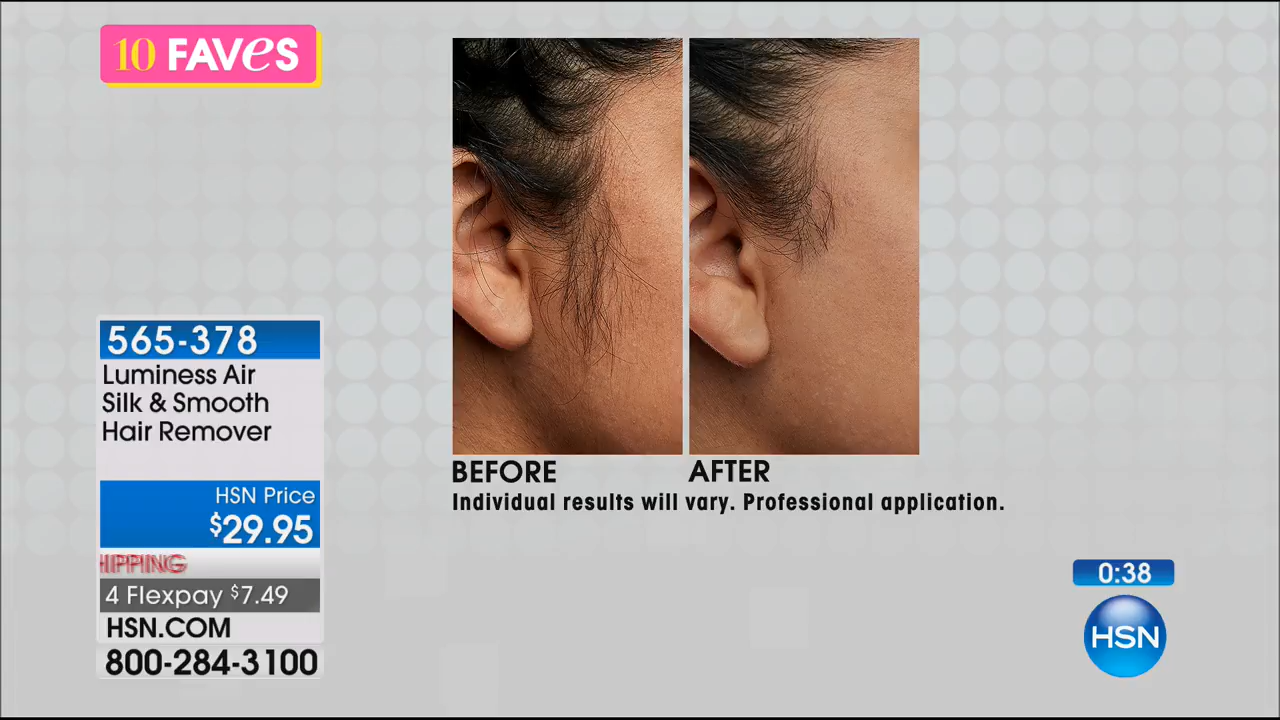 10 FAVeS
565-378
Luminess Air
Silk & Smooth
Hair Remover
HSN Price
$29.95
HIPPING
4 Flexpay $7.49
HSN.COM
800-284-3100
BEFORE
AFTER
Individual results will vary. Professional application.
0:38
HSN